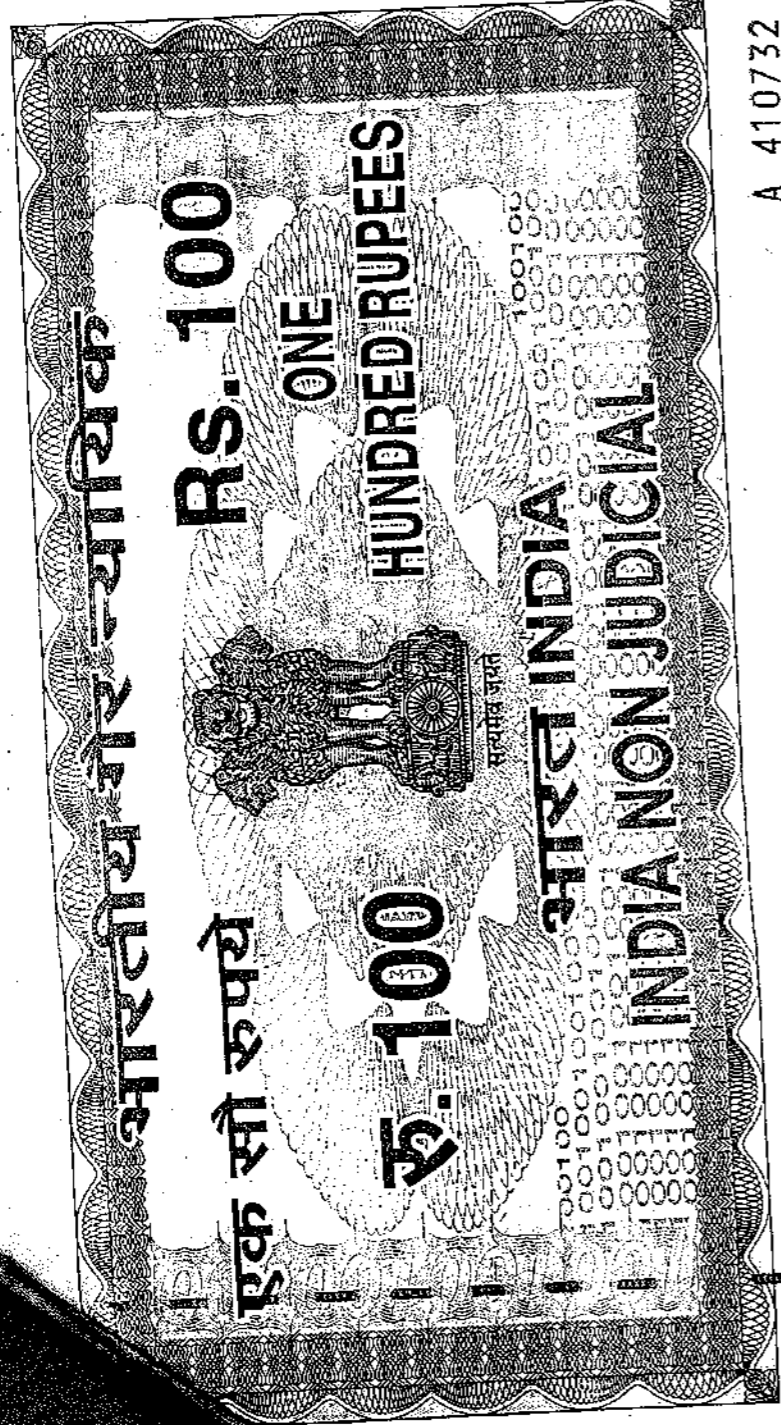 भारतीय गैर न्यायिक
एक सौ रुपये
Rs. 100
रु. 100
ONE
HUNDRED RUPEES
सत्यमेव जयते
भारत INDIA
INDIA NON JUDICIAL
A 410732